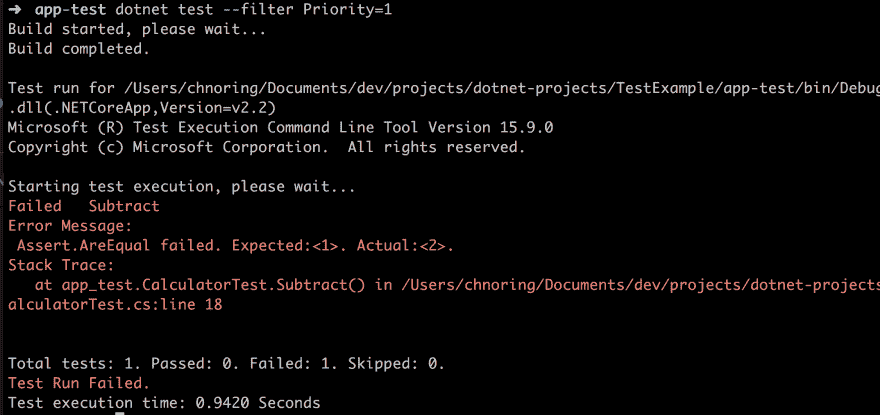 ➜ app-test dotnet test --filter Priority=1
Build started, please wait...
Build completed.
Test run for /Users/chnoring/Documents/dev/projects/dotnet-projects/TestExample/app-test/bin/Debug
.dll(.NETCoreApp,Version=v2.2)
Microsoft (R) Test Execution Command Line Tool Version 15.9.0
Copyright (c) Microsoft Corporation.  All rights reserved.
Starting test execution, please wait...
Failed   Subtract
Error Message:
 Assert.AreEqual failed. Expected:<1>. Actual:<2>.
Stack Trace:
   at app_test.CalculatorTest.Subtract() in /Users/chnoring/Documents/dev/projects/dotnet-projects
alculatorTest.cs:line 18
Total tests: 1. Passed: 0. Failed: 1. Skipped: 0.
Test Run Failed.
Test execution time: 0.9420 Seconds